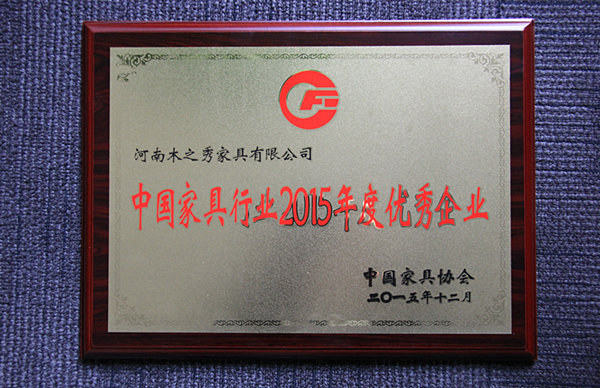 河南木之秀家具有限公司
中国家具行业2015年度优秀企业
中国家具协会
二〇一五年十二月